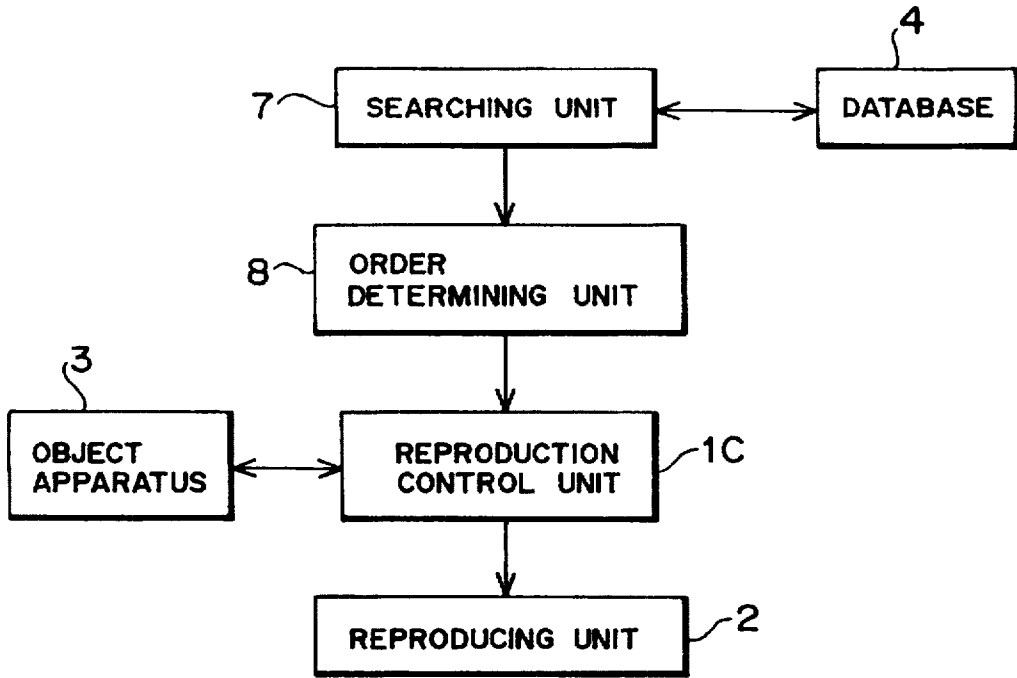 4
7
SEARCHING UNIT
DATABASE
8
ORDER
DETERMINING UNIT
3
OBJECT
APPARATUS
REPRODUCTION
CONTROL UNIT
1C
REPRODUCING UNIT
2